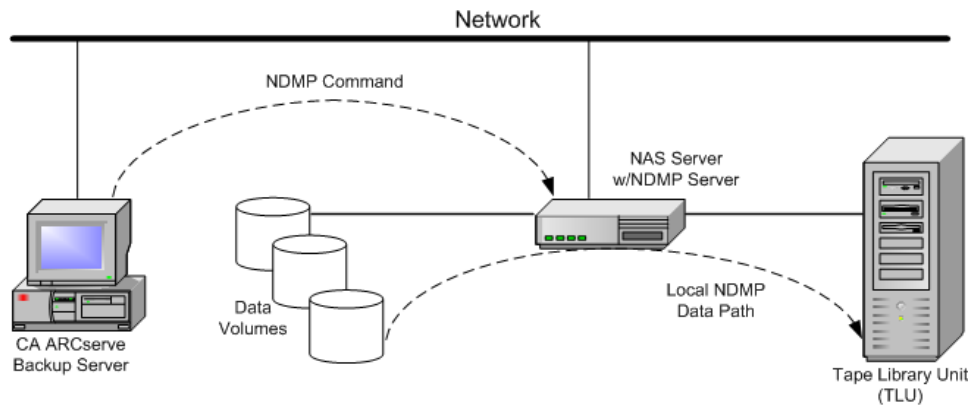 Network
NDMP Command
NAS Server
w/NDMP Server
Data
Volumes
Local NDMP
Data Path
CA ARCserve
Backup Server
Tape Library Unit
(TLU)